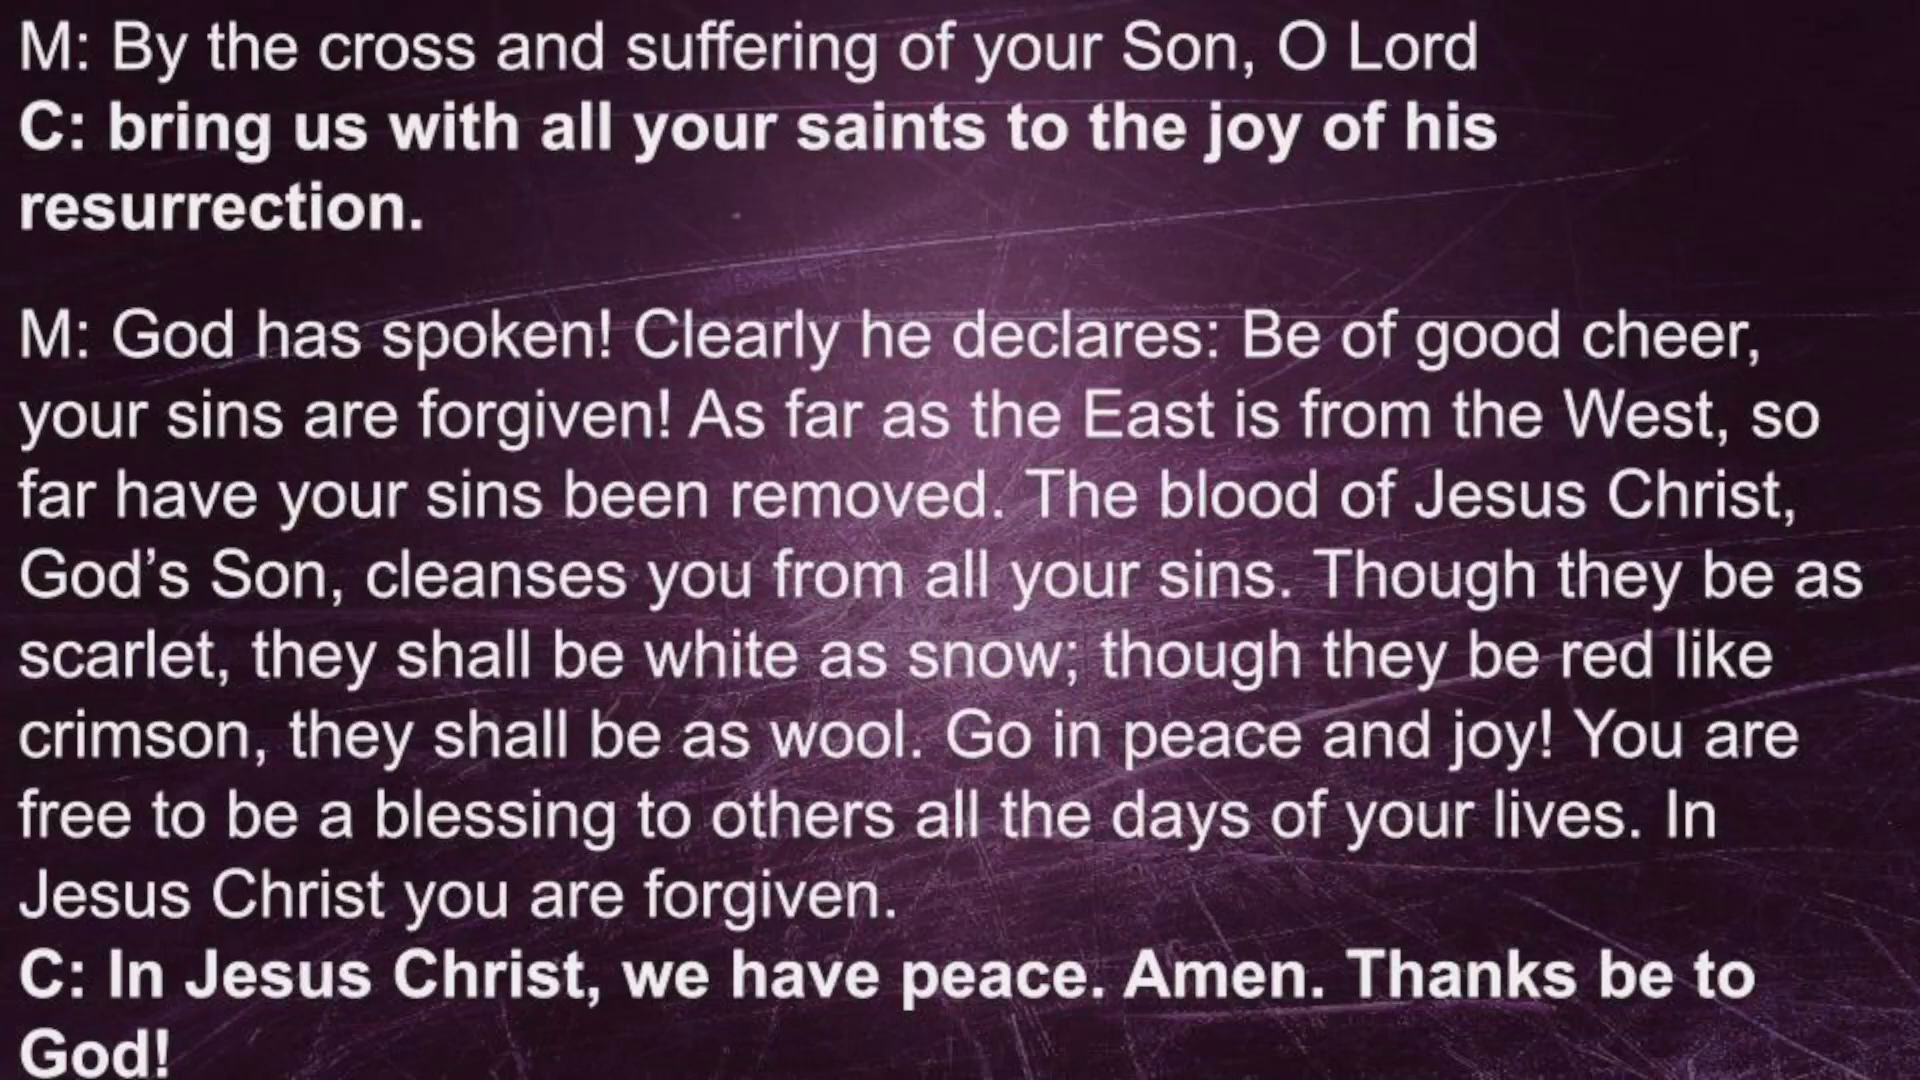 M: By the cross and suffering of your Son, O Lord
C: bring us with all your saints to the joy of his
resurrection.
M: God has spoken! Clearly he declares: Be of good cheer,
your sins are forgiven! As far as the East is from the West, so
far have your sins been removed. The blood of Jesus Christ,
God’s Son, cleanses you from all your sins. Though they be as
scarlet, they shall be white as snow; though they be red like
crimson, they shall be as wool. Go in peace and joy! You are
free to be a blessing to others all the days of your lives. In
Jesus Christ you are forgiven.
C: In Jesus Christ, we have peace. Amen. Thanks be to
God!